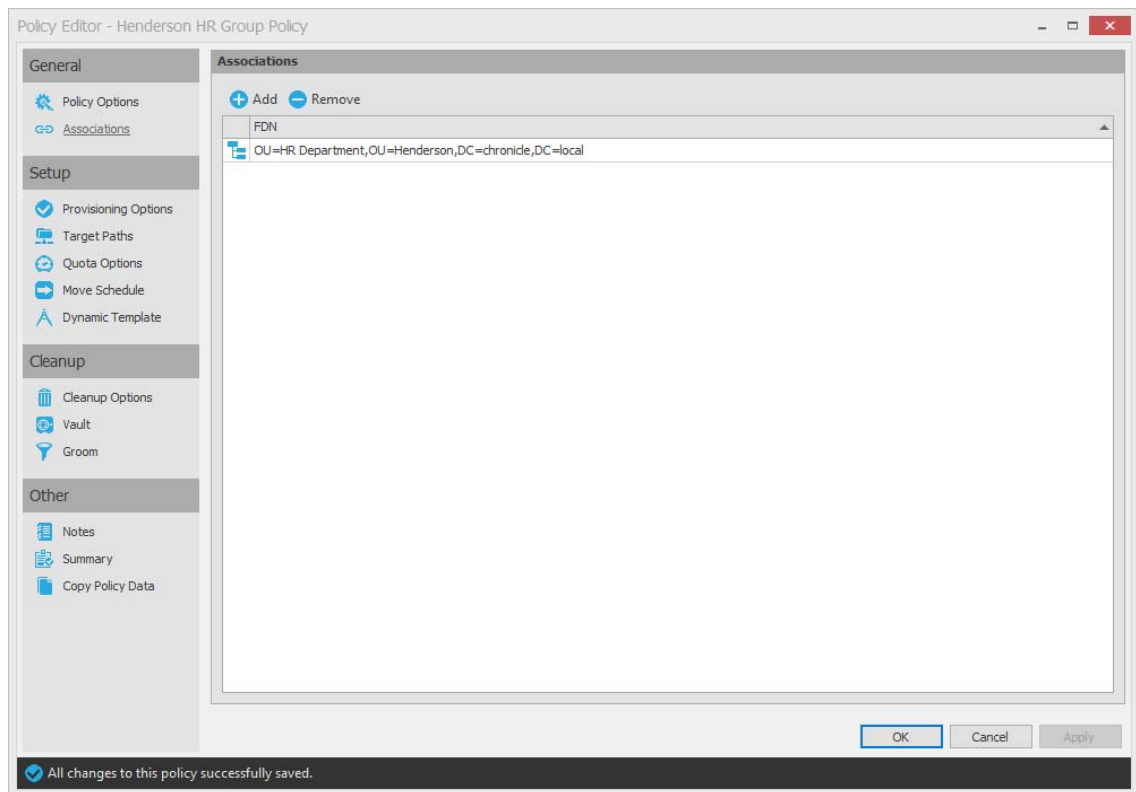 Policy Editor - Henderson HR Group Policy
General
Policy Options
Associations
Setup
Provisioning Options
Target Paths
Quota Options
Move Schedule
Dynamic Template
Cleanup
Cleanup Options
Vault
Groom
Other
Notes
Summary
Copy Policy Data
Associations
Add Remove
FDN
OU=HR Department,OU=Henderson,DC=chronicle,DC=local
OK Cancel Apply
All changes to this policy successfully saved.